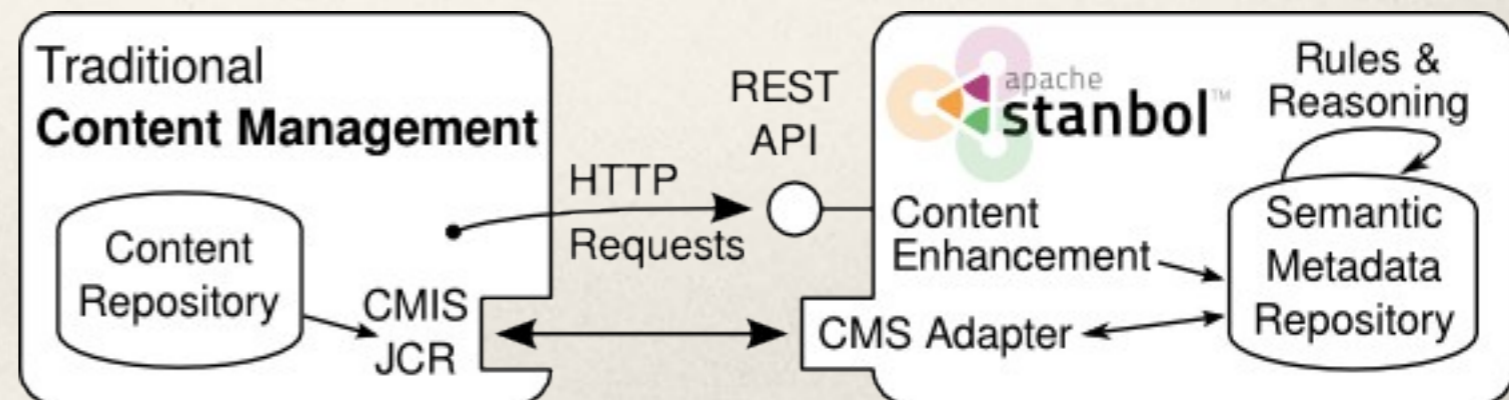 Traditional
Content Management
Content
Repository
CMIS
JCR
HTTP
Requests
REST
API
apache
stanbol™
Rules &
Reasoning
Content
Enhancement
CMS Adapter
Semantic
Metadata
Repository